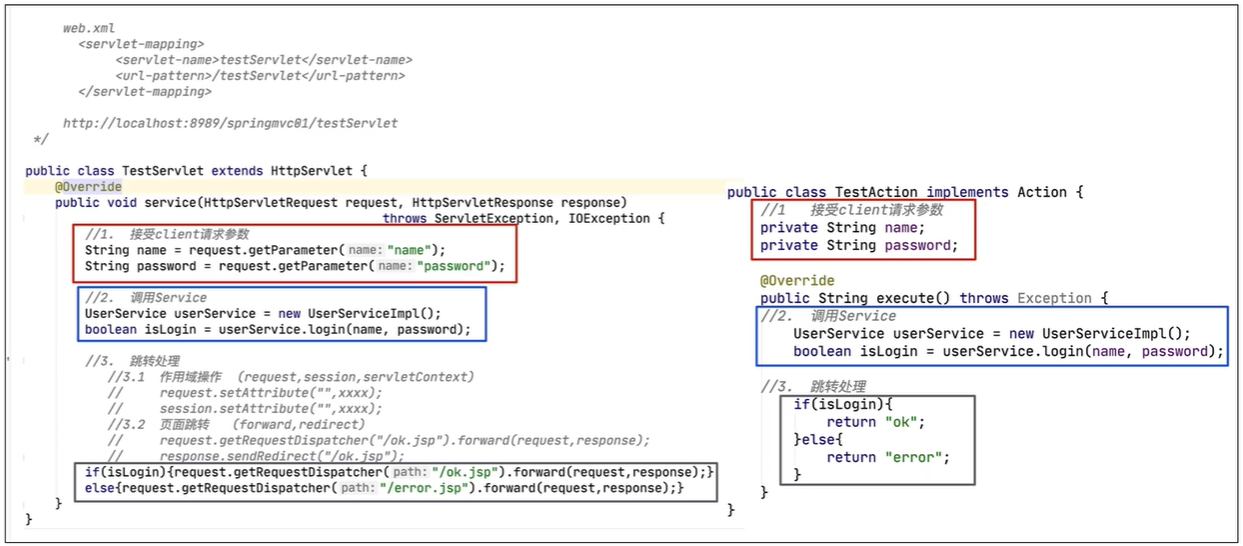 web.xml
<servlet-mapping>
<servlet-name>testServlet</servlet-name>
<url-pattern>/testServlet</url-pattern>
</servlet-mapping>
http://localhost:8989/springmvc01/testServlet
*/
public class TestServlet extends HttpServlet {
@Override
public void service(HttpServletRequest request, HttpServletResponse response)
throws ServletException, IOException {
//1. 接受client请求参数
String name = request.getParameter( name: "name");
String password = request.getParameter( name: "password");
//2. 调用Service
UserService userService = new UserServiceImpl();
boolean isLogin = userService.login(name, password);
//3. 跳转处理
//3.1 作用域操作 (request,session,servletContext)
// request.setAttribute("",xxxx);
// session.setAttribute("",xxxx);
//3.2 页面跳转 (forward,redirect)
// request.getRequestDispatcher("/ok.jsp").forward(request,response);
// response.sendRedirect("/ok.jsp");
if(isLogin){request.getRequestDispatcher( path: "/ok.jsp").forward(request,response);}
else{request.getRequestDispatcher( path: "/error.jsp").forward(request,response);}
}
}
public class TestAction implements Action {
//1 接受client请求参数
private String name;
private String password;
@Override
public String execute() throws Exception {
//2. 调用Service
UserService userService = new UserServiceImpl();
boolean isLogin = userService.login(name, password);
//3. 跳转处理
if(isLogin){
return "ok";
}else{
return "error";
}
}
}